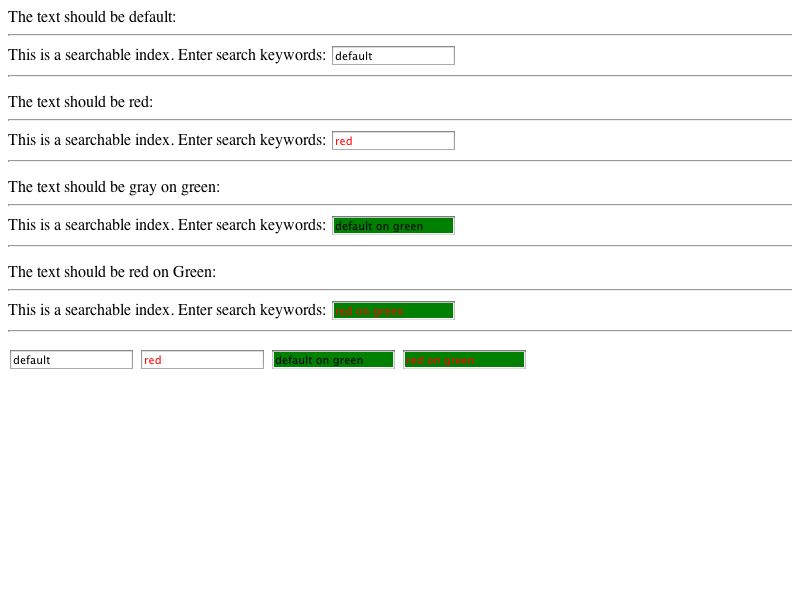 The text should be default:
This is a searchable index. Enter search keywords: default
The text should be red:
This is a searchable index. Enter search keywords: red
The text should be gray on green:
This is a searchable index. Enter search keywords: default on green
The text should be red on Green:
This is a searchable index. Enter search keywords: red on green
default red default on green red on green